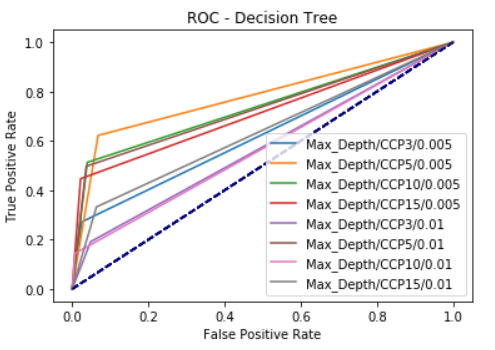 ROC - Decision Tree
True Positive Rate
1.0
0.8
0.6
0.4
0.2
0.0
Max_Depth/CCP3/0.005
Max_Depth/CCP5/0.005
Max_Depth/CCP10/0.005
Max_Depth/CCP15/0.005
Max_Depth/CCP3/0.01
Max_Depth/CCP5/0.01
Max_Depth/CCP10/0.01
Max_Depth/CCP15/0.01
0.0 0.2 0.4 0.6 0.8 1.0
False Positive Rate